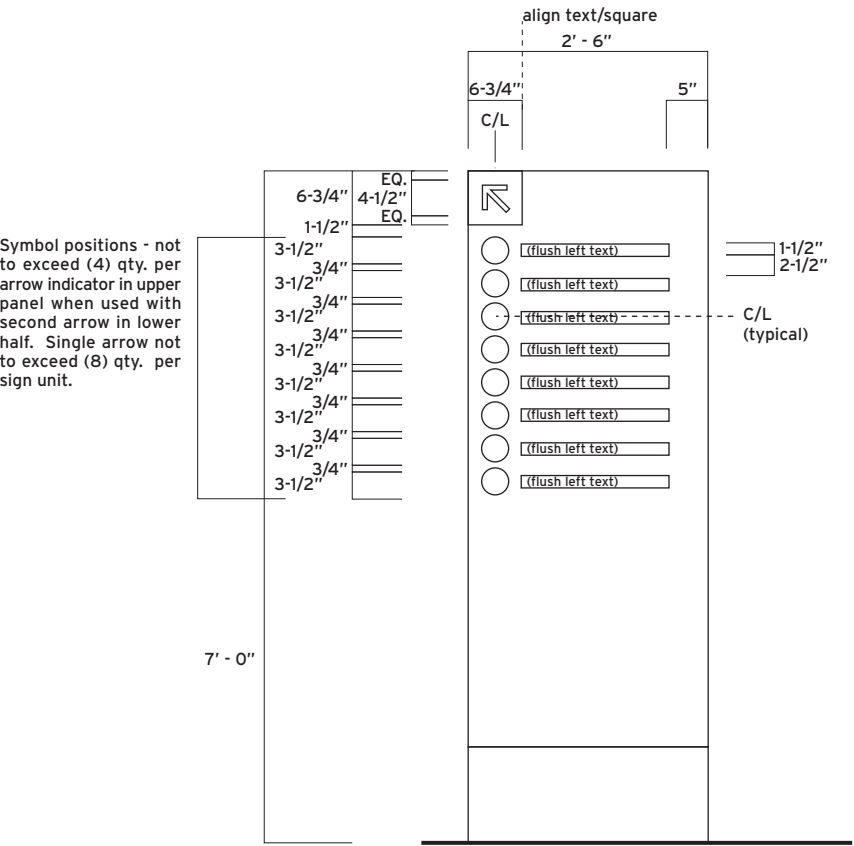 align text/square
2' - 6"
6-3/4"
5"
C/L
EQ.
6-3/4"
4-1/2"
EQ.
1-1/2"
Symbol positions - not
to exceed (4) qty. per
arrow indicator in upper
panel when used with
second arrow in lower
half. Single arrow not
to exceed (8) qty. per
sign unit.
3-1/2"
3/4"
3-1/2"
3/4"
3-1/2"
3/4"
3-1/2"
3/4"
3-1/2"
3/4"
3-1/2"
3/4"
3-1/2"
3/4"
3-1/2"
(flush left text)
(flush left text)
(flush left text)
(flush left text)
(flush left text)
(flush left text)
(flush left text)
(flush left text)
1-1/2"
2-1/2"
C/L
(typical)
7' - 0"